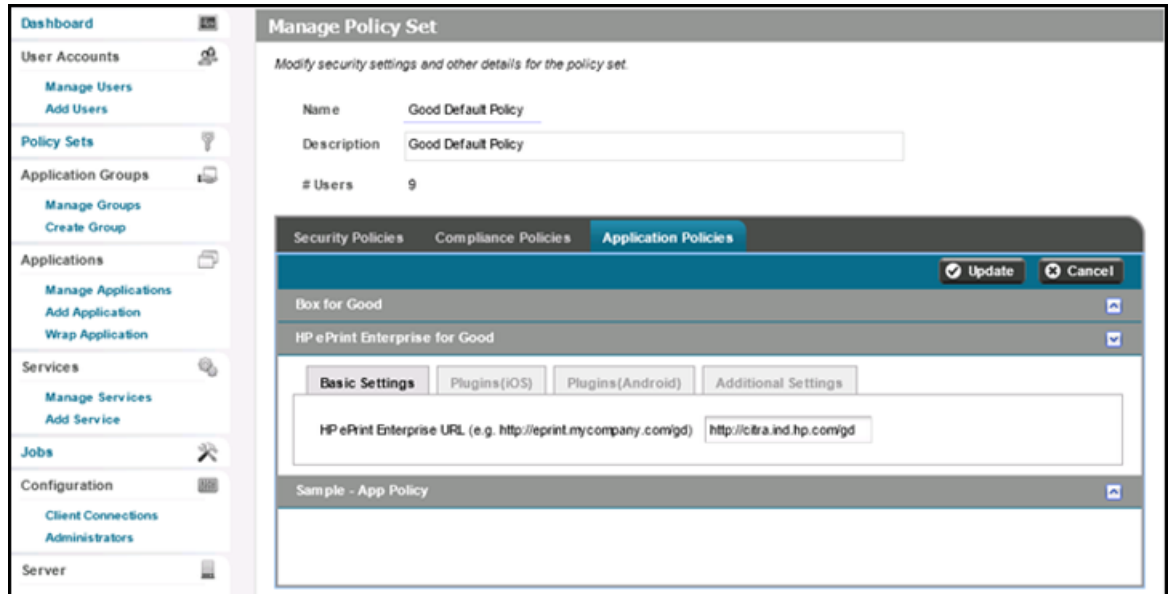 Dashboard
User Accounts
Manage Users
Add Users
Policy Sets
Application Groups
Manage Groups
Create Group
Applications
Manage Applications
Add Application
Wrap Application
Services
Manage Services
Add Service
Jobs
Configuration
Client Connections
Administrators
Server
Manage Policy Set
Modify security settings and other details for the policy set.
Name Good Default Policy
Description Good Default Policy
# Users 9
Security Policies Compliance Policies Application Policies
Update Cancel
Box for Good
HP ePrint Enterprise for Good
Basic Settings Plugins(iOS) Plugins(Android) Additional Settings
HP ePrint Enterprise URL (e.g. http://eprint.mycompany.com/gd) http://citra.ind.hp.com/gd
Sample - App Policy